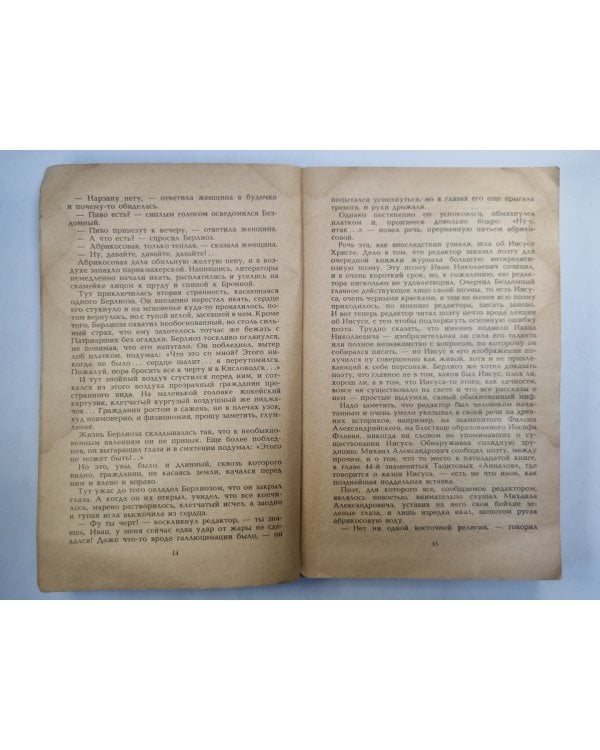 — Нарзану нету, — ответила женщина в будочке
и почему-то обиделась.
— Пиво есть? — сиплым голосом осведомился Без-
домный.
— Пиво привезут к вечеру, — ответила женщина.
— А что есть? — спросил Берлиоз.
— Абрикосовая, только теплая, — сказала женщина.
— Ну, давайте, давайте, давайте!..
Абрикосовая дала обильную желтую пену, и в воз-
духе запахло парикмахерской. Напившись, литераторы
немедленно начали икать, расплатились и уселись на
скамейке лицом к пруду и спиной к Бронной.
Тут приключилась вторая странность, касающаяся
одного Берлиоза. Он внезапно перестал икать, сердце
его стукнуло и на мгновенье куда-то провалилось, по-
том вернулось, но с тупой иглой, засевшей в нем. Кроме
того, Берлиоза охватил необоснованный, но столь силь-
ный страх, что ему захотелось тотчас же бежать с
Патриарших без оглядки. Берлиоз тоскливо оглянулся,
не понимая, что его напугало. Он побледнел, вытер
лоб платком, подумал: «Что это со мной? Этого ни-
когда не было... сердце шалит... я переутомился.
Пожалуй, пора бросить все к черту и в Кисловодск...»
И тут знойный воздух сгустился перед ним, и сот-
кался из этого воздуха прозрачный гражданин пре-
странного вида. На маленькой головке жокейский
картузик, клетчатый кургузый воздушный же пиджа-
чок... Гражданин ростом в сажень, но в плечах узок,
худ неимоверно, и физиономия, прошу заметить, глум-
ливая.
Жизнь Берлиоза складывалась так, что к необыкно-
венным явлениям он не привык. Еще более поблед-
нев, он вытаращил глаза и в смятении подумал: «Этого
не может быть!..»
Но это, увы, было, и длинный, сквозь которого
видно, гражданин, не касаясь земли, качался перед
ним и влево и вправо.
Тут ужас до того овладел Берлиозом, что он закрыл
глаза. А когда он их открыл, увидел, что все кончи-
лось, марево растворилось, клетчатый исчез, а заодно
и тупая игла выскочила из сердца.
— Фу ты черт! — воскликнул редактор, — ты зна-
ешь, Иван, у меня сейчас едва удар от жары не сде-
лался! Даже что-то вроде галлюцинации было, — он
14
попытался усмехнуться, но в глазах его еще прыгала
тревога, и руки дрожали.
Однако постепенно он успокоился, обмахнулся
платком и, произнеся довольно бодро: «Ну-с,
итак...» — повел речь, прерванную питьем абрико-
совой.
Речь эта, как впоследствии узнали, шла об Иисусе
Христе. Дело в том, что редактор заказал поэту для
очередной книжки журнала большую антирелиги-
озную поэму. Эту поэму Иван Николаевич сочинил,
и в очень короткий срок, но, к сожалению, ею редак-
тора нисколько не удовлетворил. Очертил Бездомный
главное действующее лицо своей поэмы, то есть Иису-
са, очень черными красками, и тем не менее всю поэму
приходилось, по мнению редактора, писать заново.
И вот теперь редактор читал поэту нечто вроде лекции
об Иисусе, с тем чтобы подчеркнуть основную ошибку
поэта. Трудно сказать, что именно подвело Ивана
Николаевича — изобразительная ли сила его таланта
или полное незнакомство с вопросом, по которому он
собирался писать, — но Иисус в его изображении по-
лучился ну совершенно как живой, хотя и не привле-
кающий к себе персонаж. Берлиоз же хотел доказать
поэту, что главное не в том, каков был Иисус, плох ли,
хорош ли, а в том, что Иисуса-то этого, как личности,
вовсе не существовало на свете и что все рассказы о
нем — простые выдумки, самый обыкновенный миф.
Надо заметить, что редактор был человеком начи-
танным и очень умело указывал в своей речи на древ-
них историков, например, на знаменитого Филона
Александрийского, на блестяще образованного Иосифа
Флавия, никогда ни словом не упоминавших о су-
ществовании Иисуса. Обнаруживая солидную эру-
дицию, Михаил Александрович сообщил поэту, между
прочим, и о том, что то место в пятнадцатой книге,
в главе 44-й знаменитых Тацитовых «Анналов», где
говорится о казни Иисуса, — есть не что иное, как
позднейшая поддельная вставка.
Поэт, для которого все, сообщаемое редактором,
являлось новостью, внимательно слушал Михаила
Александровича, уставив на него свои бойкие зе-
леные глаза, и лишь изредка икал, шепотом ругая
абрикосовую воду.
— Нет ни одной восточной религии, — говорил
15